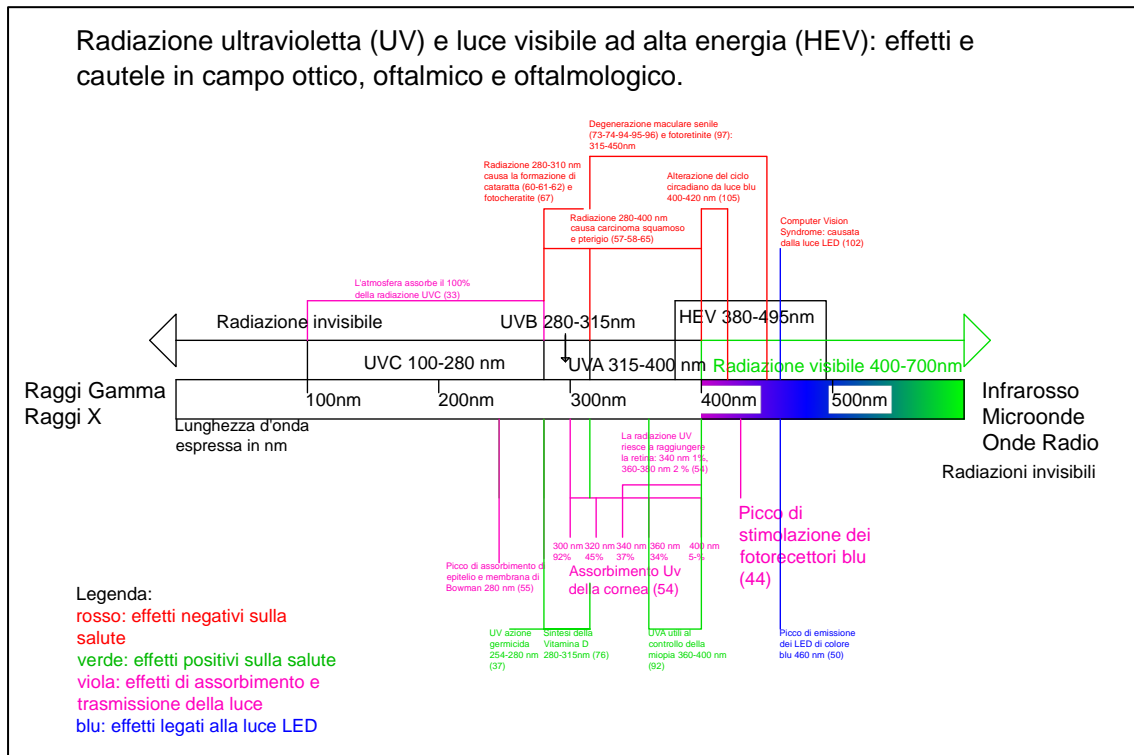 Radiazione ultravioletta (UV) e luce visibile ad alta energia (HEV): effetti e
cautele in campo ottico, oftalmico e oftalmologico.
Degenerazione maculare senile
(73-74-94-95-96) e fotoretinite (97):
315-450nm
Radiazione 280-310 nm
causa la formazione di
cataratta (60-61-62) e
fotocheratite (67)
Alterazione del ciclo
circadiano da luce blu
400-420 nm (105)
Radiazione 280-400 nm
causa carcinoma squamoso
e pterigio (57-58-65)
Computer Vision
Syndrome: causata
dalla luce LED (102)
L'atmosfera assorbe il 100%
della radiazione UVC (33)
Radiazione invisibile
UVB 280-315nm
HEV 380-495nm
UVC 100-280 nm
UVA 315-400 nm
Radiazione visibile 400-700nm
Raggi Gamma
Raggi X
100nm
200nm
300nm
400nm
500nm
Infrarosso
Microonde
Onde Radio
Radiazioni invisibili
Lunghezza d'onda
espressa in nm
La radiazione UV
riesce a raggiungere
la retina: 340 nm 1%,
360-380 nm 2 % (54)
Picco di
stimolazione dei
fotorecettori blu
(44)
300 nm
92%
320 nm
45%
340 nm
37%
360 nm
34%
400 nm
5-%
Assorbimento Uv
della cornea (54)
Picco di assorbimento di
epitelio e membrana di
Bowman 280 nm (55)
UV azione
germicida
254-280 nm
(37)
Sintesi della
Vitamina D
280-315nm (76)
UVA utili al
controllo della
miopia 360-400 nm
(92)
Picco di emissione
dei LED di colore
blu 460 nm (50)
Legenda:
rosso: effetti negativi sulla
salute
verde: effetti positivi sulla salute
viola: effetti di assorbimento e
trasmissione della luce
blu: effetti legati alla luce LED